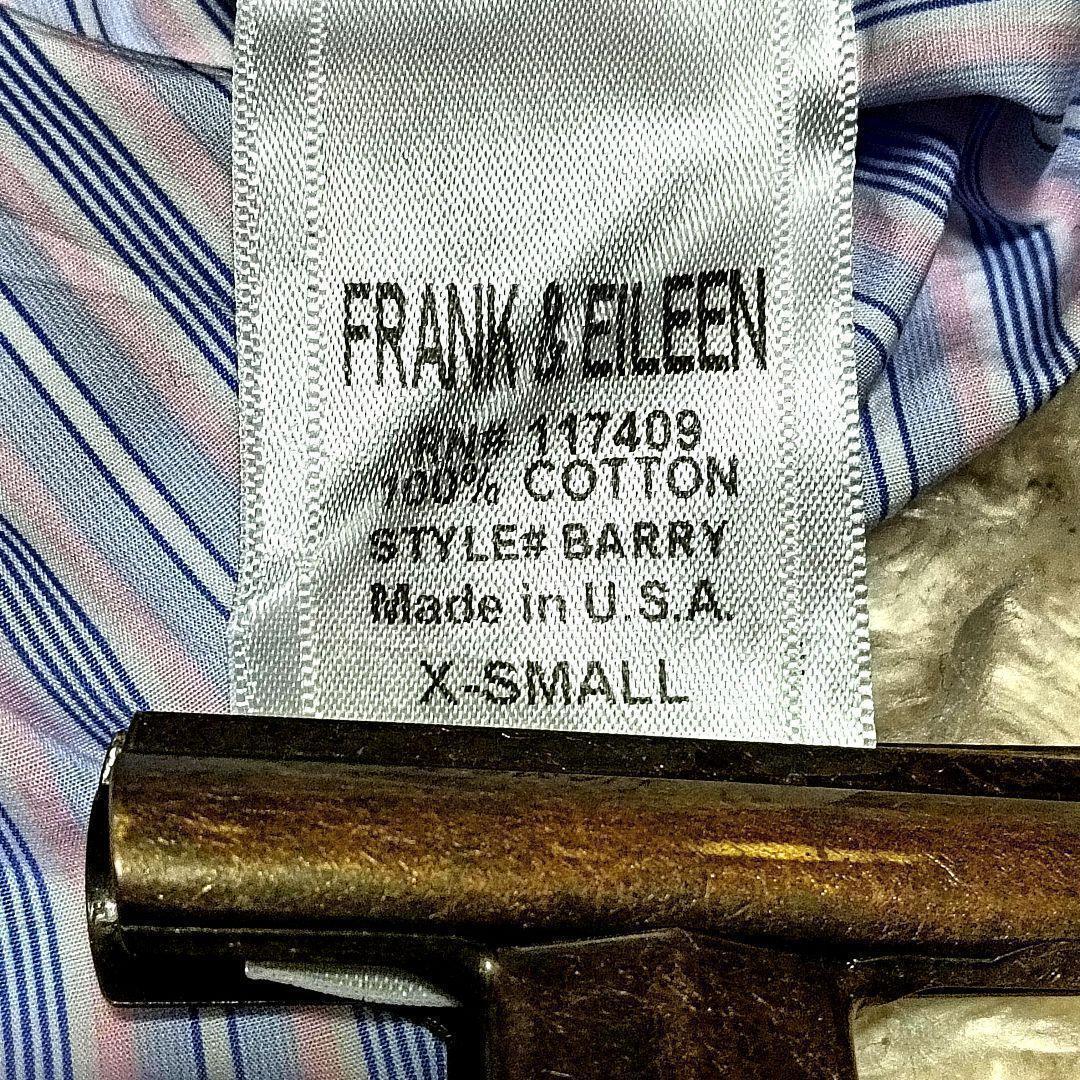 FRANK & EILEEN
RN# 117409
100% COTTON
STYLE# BARRY
Made in U.S.A.
X-SMALL